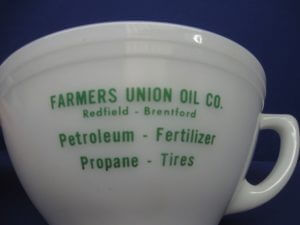 FARMERS UNION OIL CO.
Redfield - Brentford
Petroleum - Fertilizer
Propane - Tires